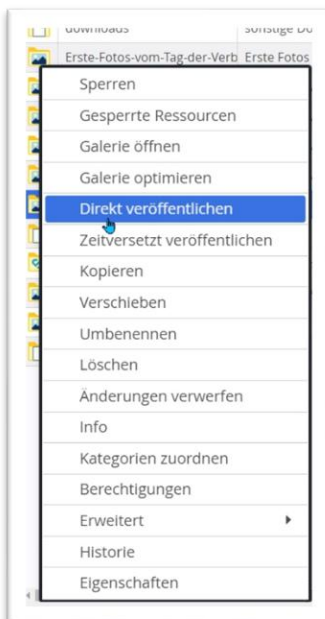 downloads sonstige Do
Erste-Fotos-vom-Tag-der-Verb Erste Fotos
Sperren
Gesperrte Ressourcen
Galerie öffnen
Galerie optimieren
Direkt veröffentlichen
Zeitversetzt veröffentlichen
Kopieren
Verschieben
Umbenennen
Löschen
Änderungen verwerfen
Info
Kategorien zuordnen
Berechtigungen
Erweitert
Historie
Eigenschaften